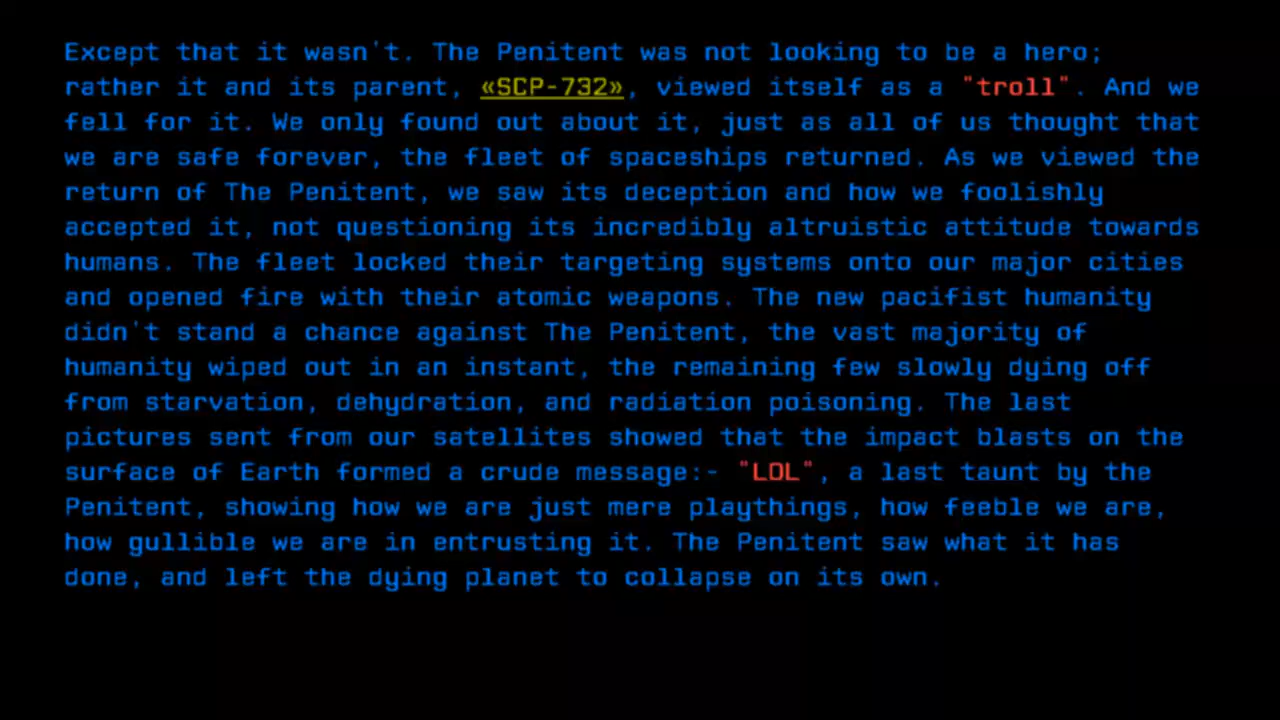 Except that it wasn't. The Penitent was not looking to be a hero;
rather it and its parent, «SCP-732», viewed itself as a "troll". And we
fell for it. We only found out about it, just as all of us thought that
we are safe forever, the fleet of spaceships returned. As we viewed the
return of The Penitent, we saw its deception and how we foolishly
accepted it, not questioning its incredibly altruistic attitude towards
humans. The fleet locked their targeting systems onto our major cities
and opened fire with their atomic weapons. The new pacifist humanity
didn't stand a chance against The Penitent, the vast majority of
humanity wiped out in an instant, the remaining few slowly dying off
from starvation, dehydration, and radiation poisoning. The last
pictures sent from our satellites showed that the impact blasts on the
surface of Earth formed a crude message:- "LOL", a last taunt by the
Penitent, showing how we are just mere playthings, how feeble we are,
how gullible we are in entrusting it. The Penitent saw what it has
done, and left the dying planet to collapse on its own.